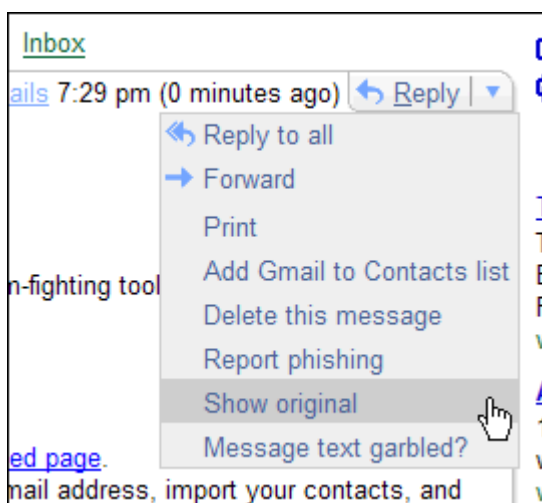 Inbox
ails 7:29 pm (0 minutes ago) Reply
Reply to all
Forward
Print
Add Gmail to Contacts list
n-fighting tool
Delete this message
Report phishing
Show original
Message text garbled?
ed page.
mail address, import your contacts, and